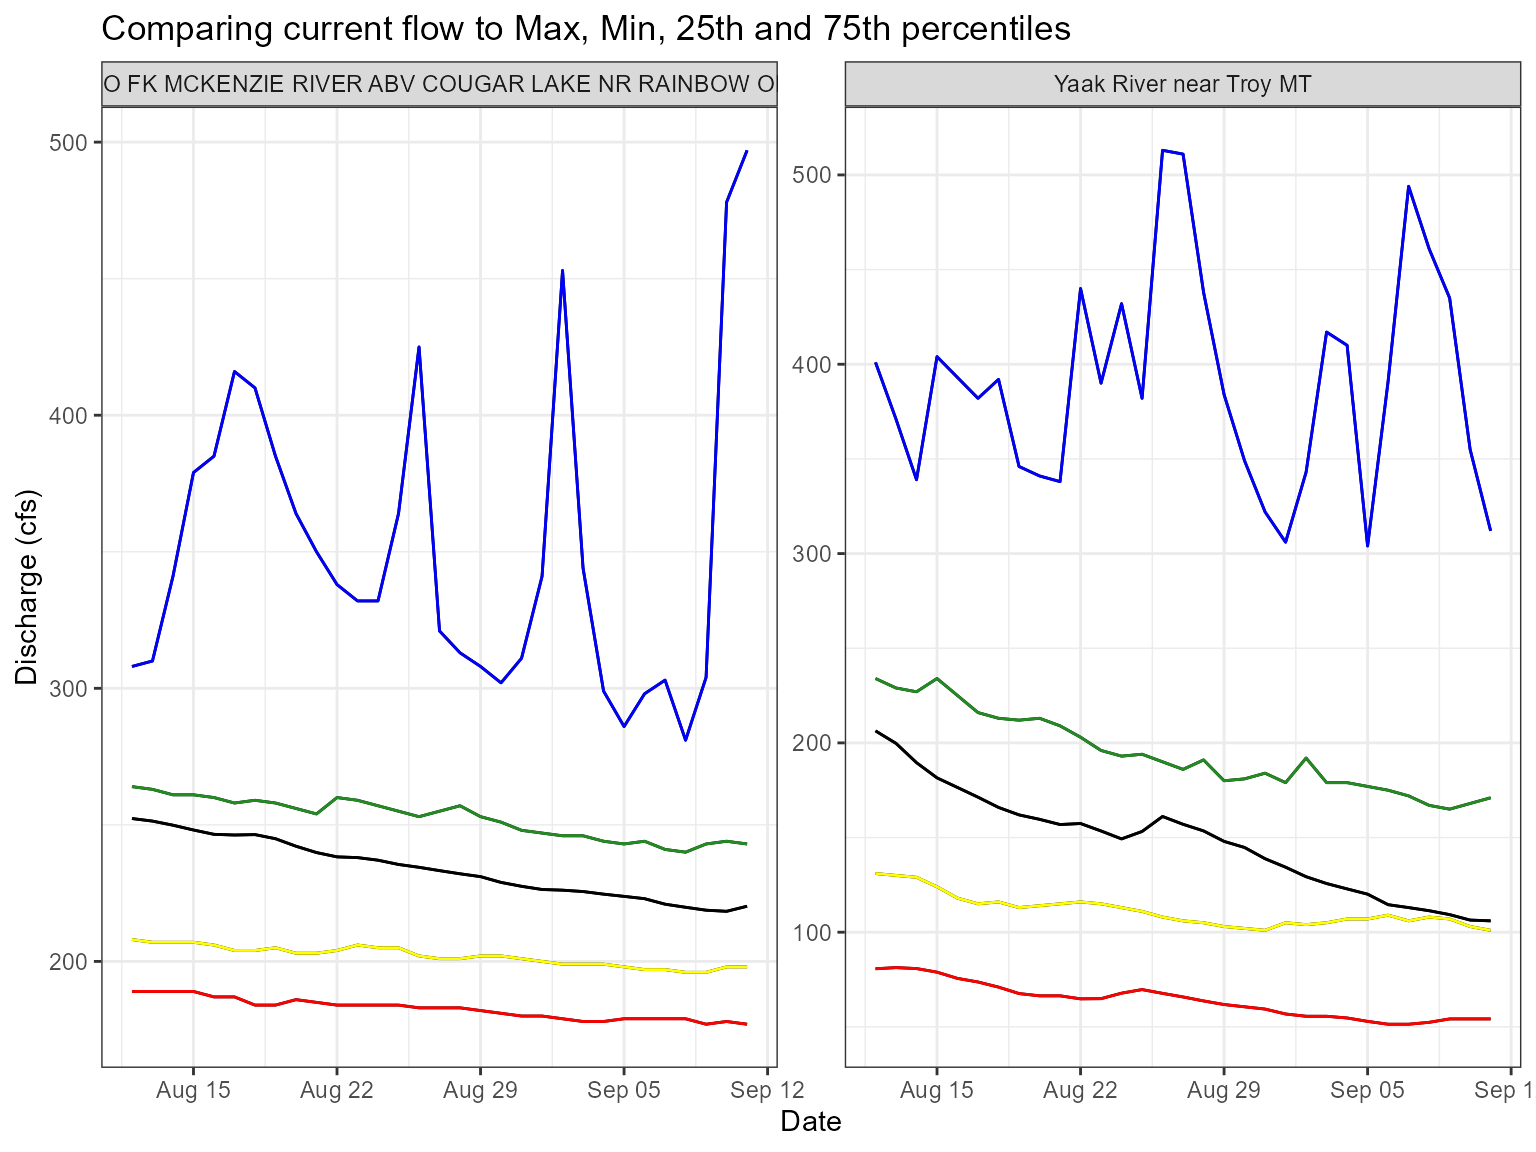 Comparing current flow to Max, Min, 25th and 75th percentiles
O FK MCKENZIE RIVER ABV COUGAR LAKE NR RAINBOW O
Yaak River near Troy MT
500
400
300
200
500
400
300
200
100
Discharge (cfs)
Aug 15 Aug 22 Aug 29 Sep 05 Sep 12
Aug 15 Aug 22 Aug 29 Sep 05 Sep 1
Date